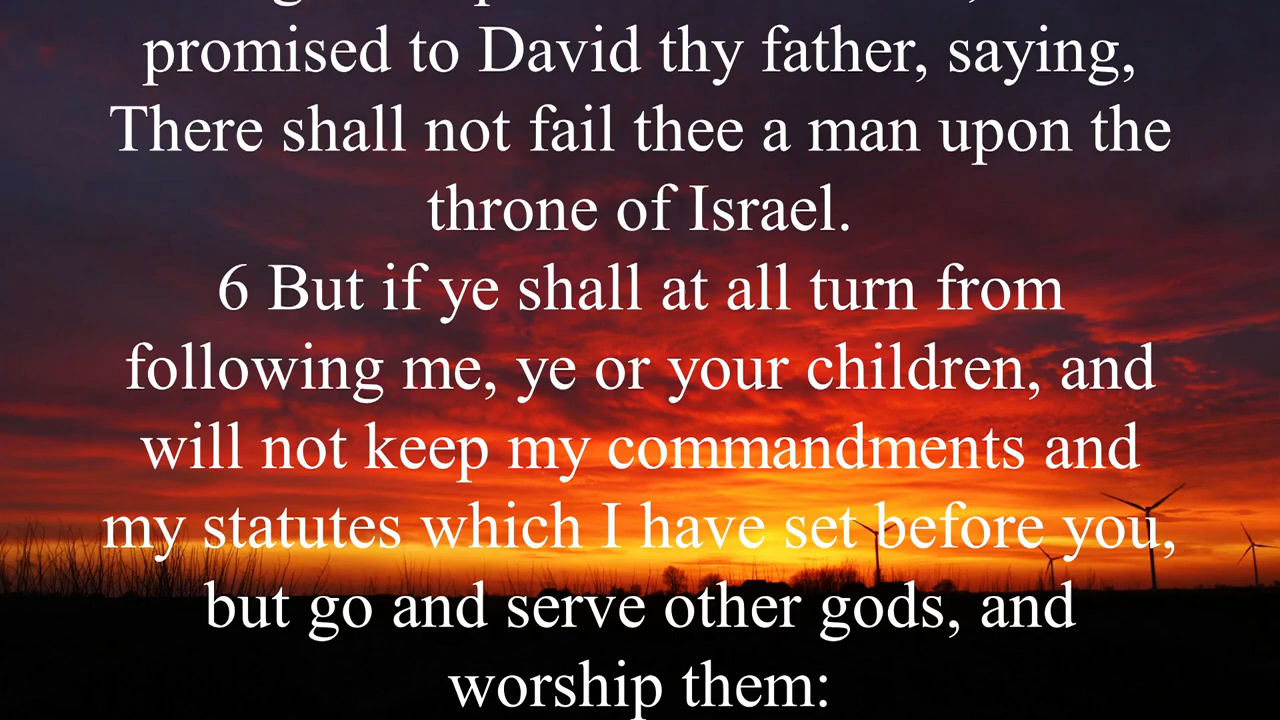 promised to David thy father, saying,
There shall not fail thee a man upon the
throne of Israel.
6 But if ye shall at all turn from
following me, ye or your children, and
will not keep my commandments and
my statutes which I have set before you,
but go and serve other gods, and
worship them: